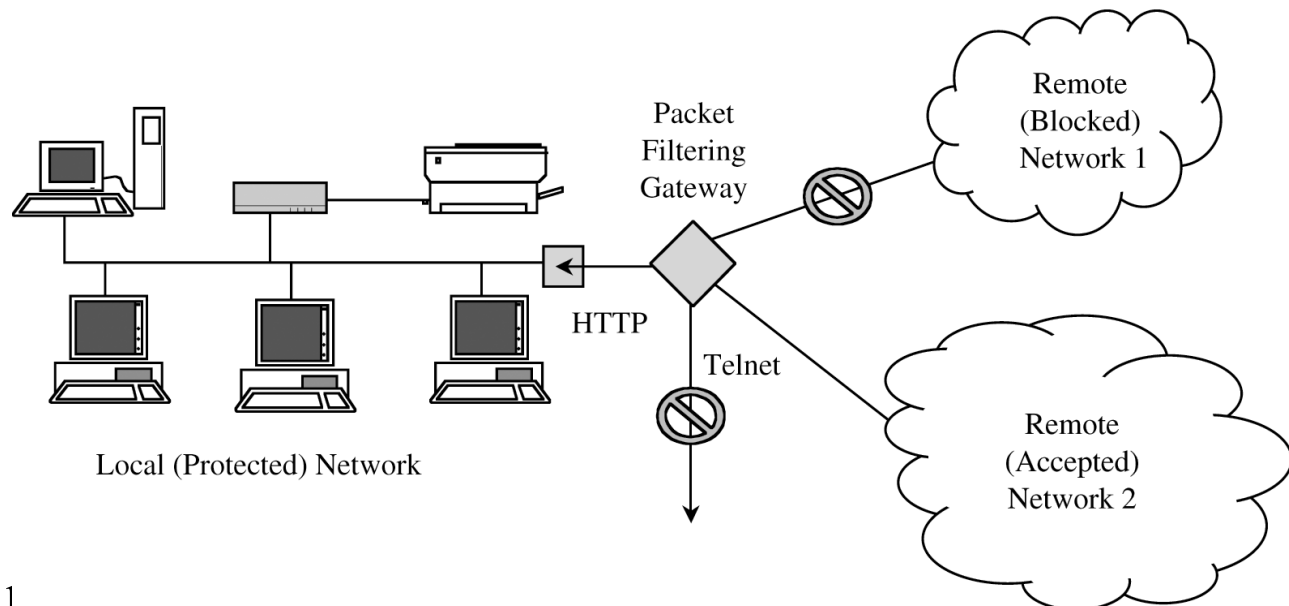 Packet
Filtering
Gateway
Remote
(Blocked)
Network 1
HTTP
Telnet
Local (Protected) Network
Remote
(Accepted)
Network 2
1